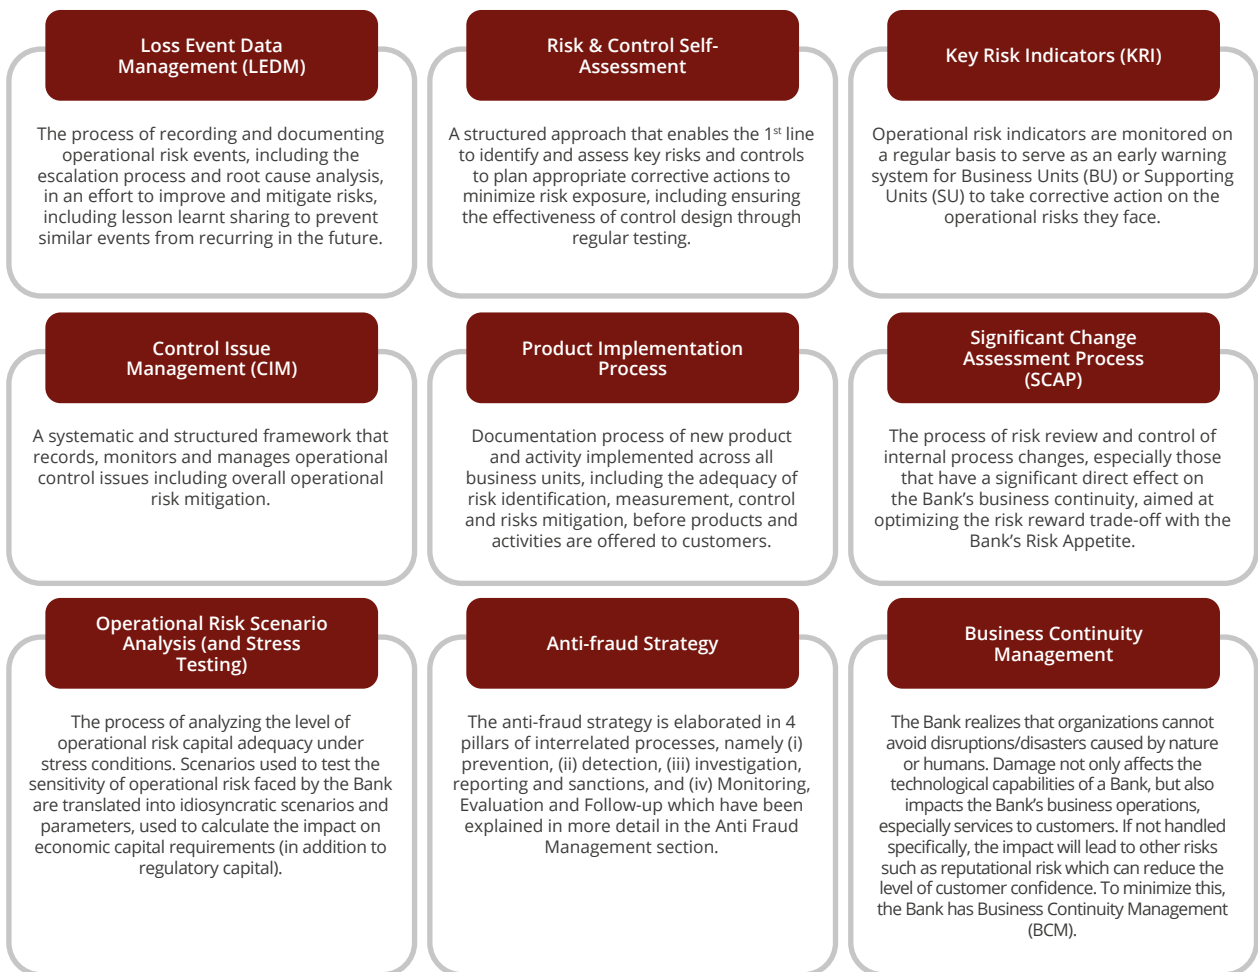 Loss Event Data
Management (LEDM)
The process of recording and documenting
operational risk events, including the
escalation process and root cause analysis,
in an effort to improve and mitigate risks,
including lesson learnt sharing to prevent
similar events from recurring in the future.
Risk & Control Self-
Assessment
A structured approach that enables the 1st line
to identify and assess key risks and controls
to plan appropriate corrective actions to
minimize risk exposure, including ensuring
the effectiveness of control design through
regular testing.
Key Risk Indicators (KRI)
Operational risk indicators are monitored on
a regular basis to serve as an early warning
system for Business Units (BU) or Supporting
Units (SU) to take corrective action on the
operational risks they face.
Control Issue
Management (CIM)
A systematic and structured framework that
records, monitors and manages operational
control issues including overall operational
risk mitigation.
Product Implementation
Process
Documentation process of new product
and activity implemented across all
business units, including the adequacy of
risk identification, measurement, control
and risks mitigation, before products and
activities are offered to customers.
Significant Change
Assessment Process
(SCAP)
The process of risk review and control of
internal process changes, especially those
that have a significant direct effect on
the Bank's business continuity, aimed at
optimizing the risk reward trade-off with the
Bank's Risk Appetite.
Operational Risk Scenario
Analysis (and Stress
Testing)
The process of analyzing the level of
operational risk capital adequacy under
stress conditions. Scenarios used to test the
sensitivity of operational risk faced by the Bank
are translated into idiosyncratic scenarios and
parameters, used to calculate the impact on
economic capital requirements (in addition to
regulatory capital).
Anti-fraud Strategy
The anti-fraud strategy is elaborated in 4
pillars of interrelated processes, namely (i)
prevention, (ii) detection, (iii) investigation,
reporting and sanctions, and (iv) Monitoring,
Evaluation and Follow-up which have been
explained in more detail in the Anti Fraud
Management section.
Business Continuity
Management
The Bank realizes that organizations cannot
avoid disruptions/disasters caused by nature
or humans. Damage not only affects the
technological capabilities of a Bank, but also
impacts the Bank's business operations,
especially services to customers. If not handled
specifically, the impact will lead to other risks
such as reputational risk which can reduce the
level of customer confidence. To minimize this,
the Bank has Business Continuity Management
(BCM).